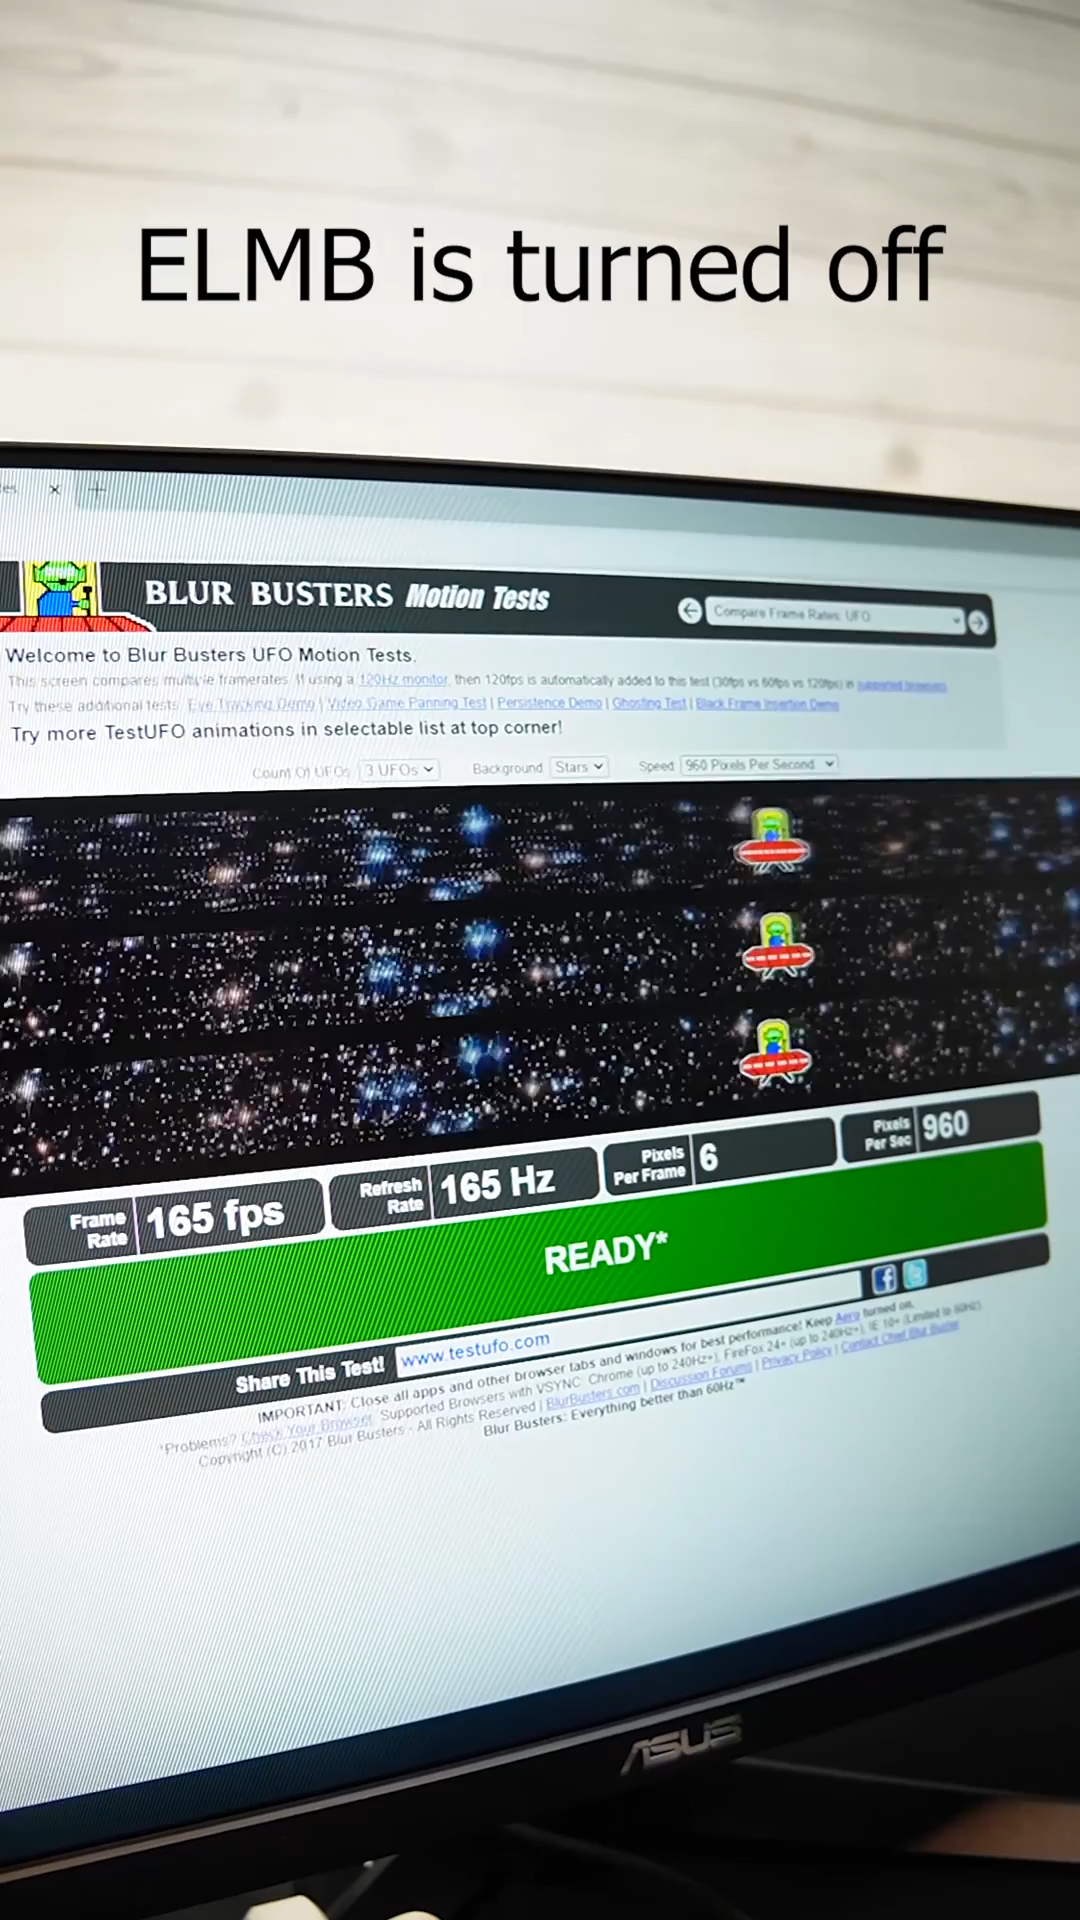 ELMB is turned off
BLUR BUSTERS Motion Tests
Compare Frame Rates: UFO
Welcome to Blur Busters UFO Motion Tests.
This screen compares multiple framerates. If using a 120Hz monitor, then 120fps is automatically added to this test (30fps vs 60fps vs 120fps) in supported browsers.
Try these additional tests: Eye Tracking Demo | Video Game Panning Test | Persistence Demo | Ghosting Test | Black Frame Insertion Demo
Try more TestUFO animations in selectable list at top corner!
Count Of UFOs 3 UFOs Background Stars Speed 960 Pixels Per Second
Frame Rate 165 fps Refresh Rate 165 Hz Pixels Per Frame 6 Pixels Per Sec 960
READY*
Share This Test! www.testufo.com
IMPORTANT: Close all apps and other browser tabs and windows for best performance! Keep Aero turned on.
*Problems? Check Your Browser. Supported Browsers with VSYNC: Chrome (up to 240Hz+), FireFox 24+ (up to 240Hz+), IE 10+ (Limited to 60Hz)
Copyright (C) 2017 Blur Busters - All Rights Reserved | BlurBusters.com | Discussion Forums | Privacy Policy | Contact Chief Blur Buster
Blur Busters: Everything better than 60Hz™
ASUS